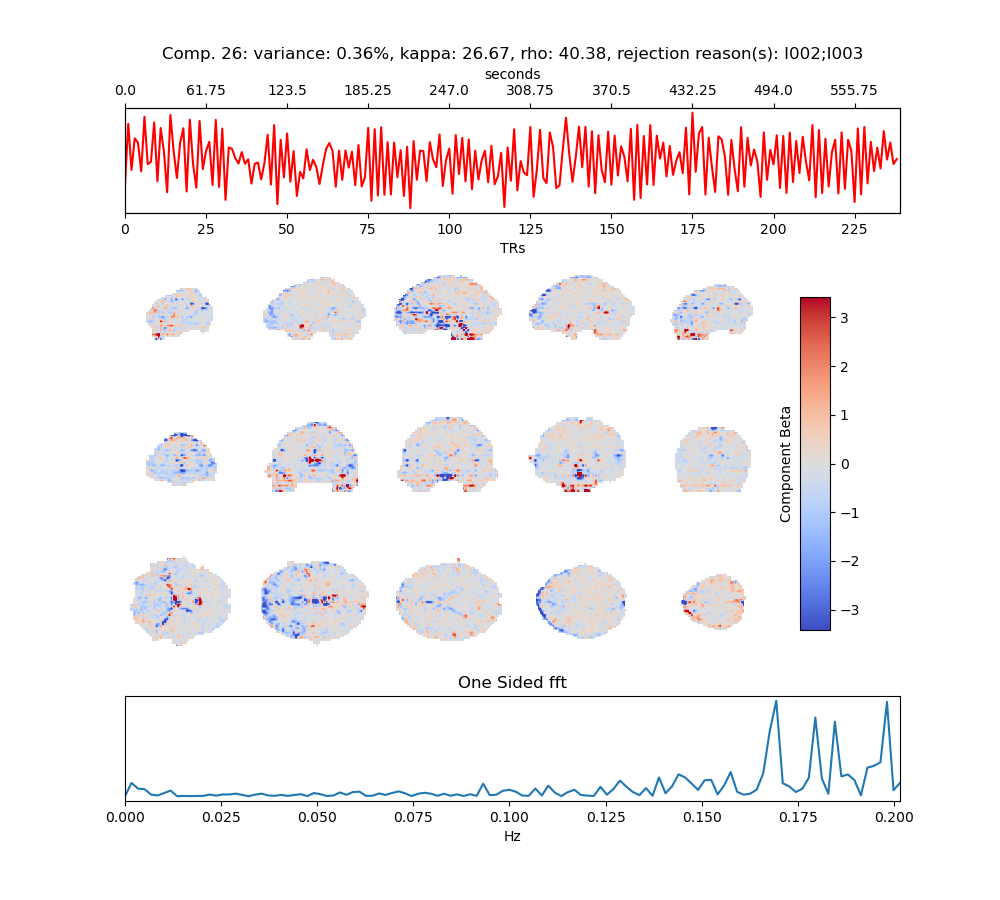 Comp. 26: variance: 0.36%, kappa: 26.67, rho: 40.38, rejection reason(s): I002;I003
seconds
0.0 61.75 123.5 185.25 247.0 308.75 370.5 432.25 494.0 555.75
0 25 50 75 100 125 150 175 200 225
TRs
3
2
1
0
−1
−2
−3
Component Beta
One Sided fft
0.000 0.025 0.050 0.075 0.100 0.125 0.150 0.175 0.200
Hz